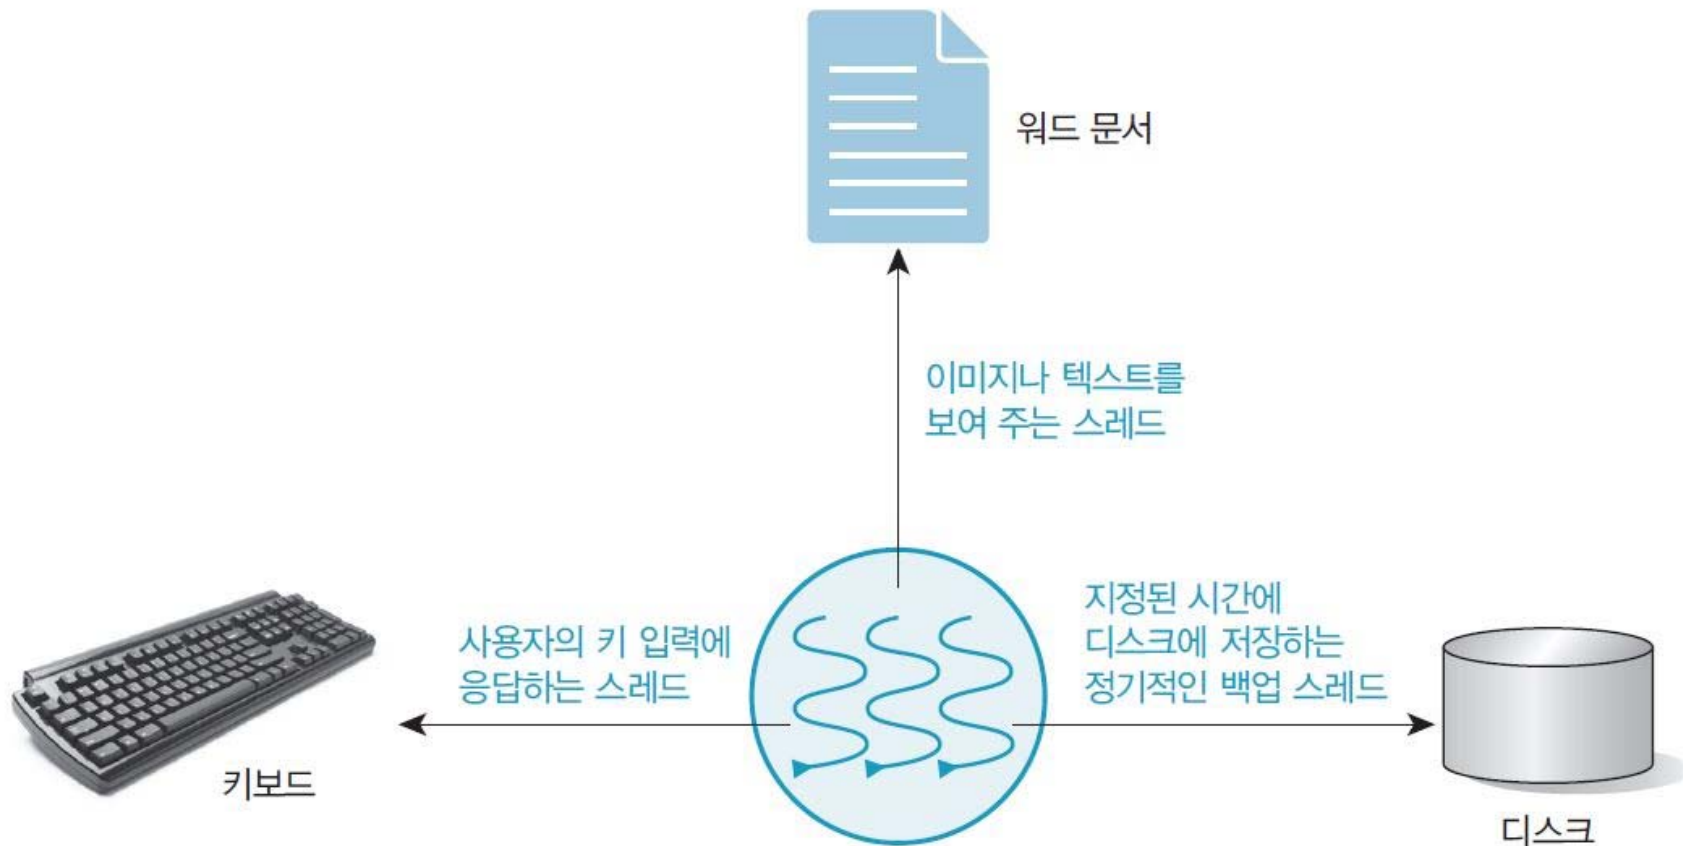 워드 문서
이미지나 텍스트를
보여 주는 스레드
사용자의 키 입력에
응답하는 스레드
지정된 시간에
디스크에 저장하는
정기적인 백업 스레드
키보드
디스크